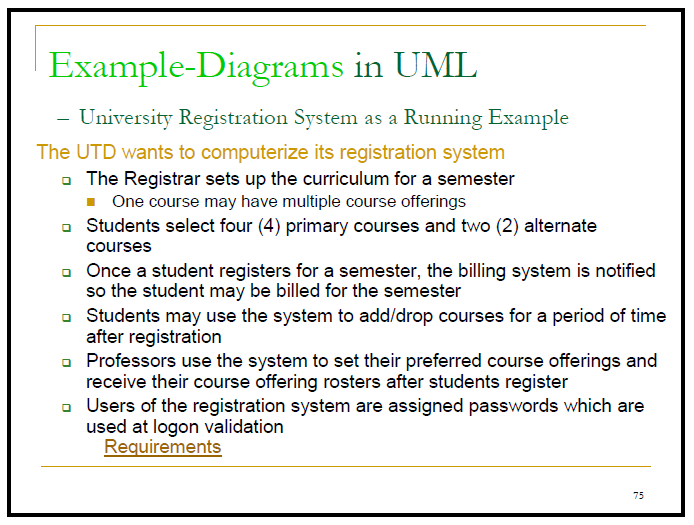 Example-Diagrams in UML
– University Registration System as a Running Example
The UTD wants to computerize its registration system
The Registrar sets up the curriculum for a semester
One course may have multiple course offerings
Students select four (4) primary courses and two (2) alternate
courses
Once a student registers for a semester, the billing system is notified
so the student may be billed for the semester
Students may use the system to add/drop courses for a period of time
after registration
Professors use the system to set their preferred course offerings and
receive their course offering rosters after students register
Users of the registration system are assigned passwords which are
used at logon validation
Requirements
75